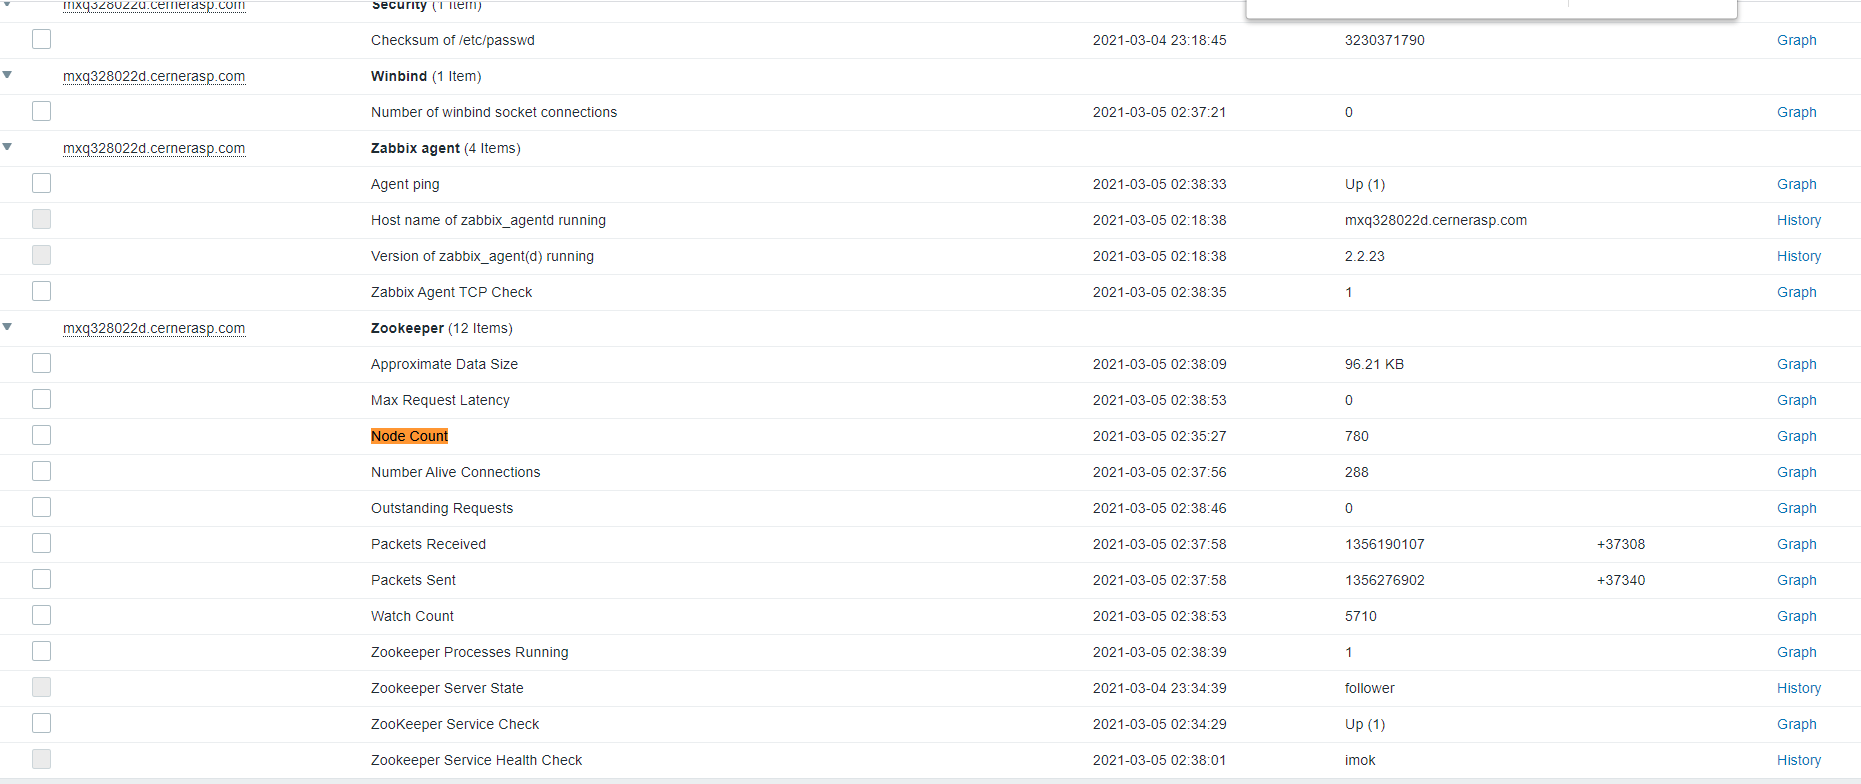 mxq328022d.cernerasp.com Security (1 Item)
Checksum of /etc/passwd 2021-03-04 23:18:45 3230371790 Graph
mxq328022d.cernerasp.com Winbind (1 Item)
Number of winbind socket connections 2021-03-05 02:37:21 0 Graph
mxq328022d.cernerasp.com Zabbix agent (4 Items)
Agent ping 2021-03-05 02:38:33 Up (1) Graph
Host name of zabbix_agentd running 2021-03-05 02:18:38 mxq328022d.cernerasp.com History
Version of zabbix_agent(d) running 2021-03-05 02:18:38 2.2.23 History
Zabbix Agent TCP Check 2021-03-05 02:38:35 1 Graph
mxq328022d.cernerasp.com Zookeeper (12 Items)
Approximate Data Size 2021-03-05 02:38:09 96.21 KB Graph
Max Request Latency 2021-03-05 02:38:53 0 Graph
Node Count 2021-03-05 02:35:27 780 Graph
Number Alive Connections 2021-03-05 02:37:56 288 Graph
Outstanding Requests 2021-03-05 02:38:46 0 Graph
Packets Received 2021-03-05 02:37:58 1356190107 +37308 Graph
Packets Sent 2021-03-05 02:37:58 1356276902 +37340 Graph
Watch Count 2021-03-05 02:38:53 5710 Graph
Zookeeper Processes Running 2021-03-05 02:38:39 1 Graph
Zookeeper Server State 2021-03-04 23:34:39 follower History
ZooKeeper Service Check 2021-03-05 02:34:29 Up (1) Graph
Zookeeper Service Health Check 2021-03-05 02:38:01 imok History